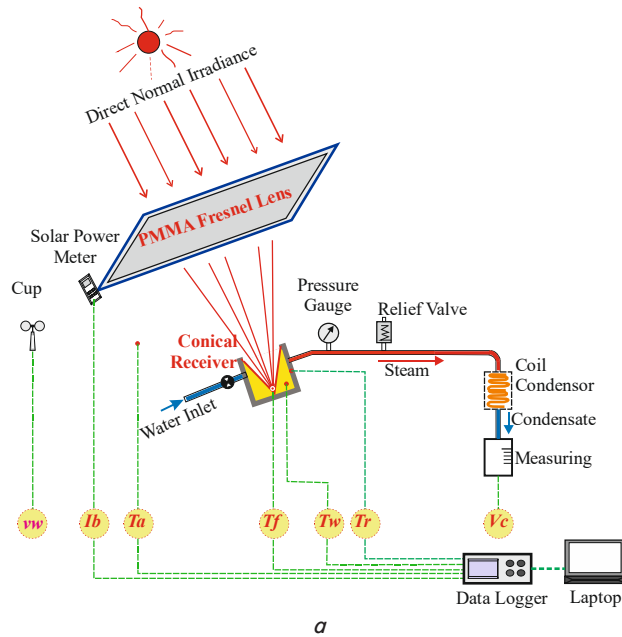 Direct Normal Irradiance
PMMA Fresnel Lens
Solar Power
Meter
Cup
Pressure
Gauge
Relief Valve
Conical
Receiver
Steam
Coil
Condensor
Water Inlet
Condensate
Measuring
vw
Ib
Ta
Tf
Tw
Tr
Vc
Data Logger
Laptop
a